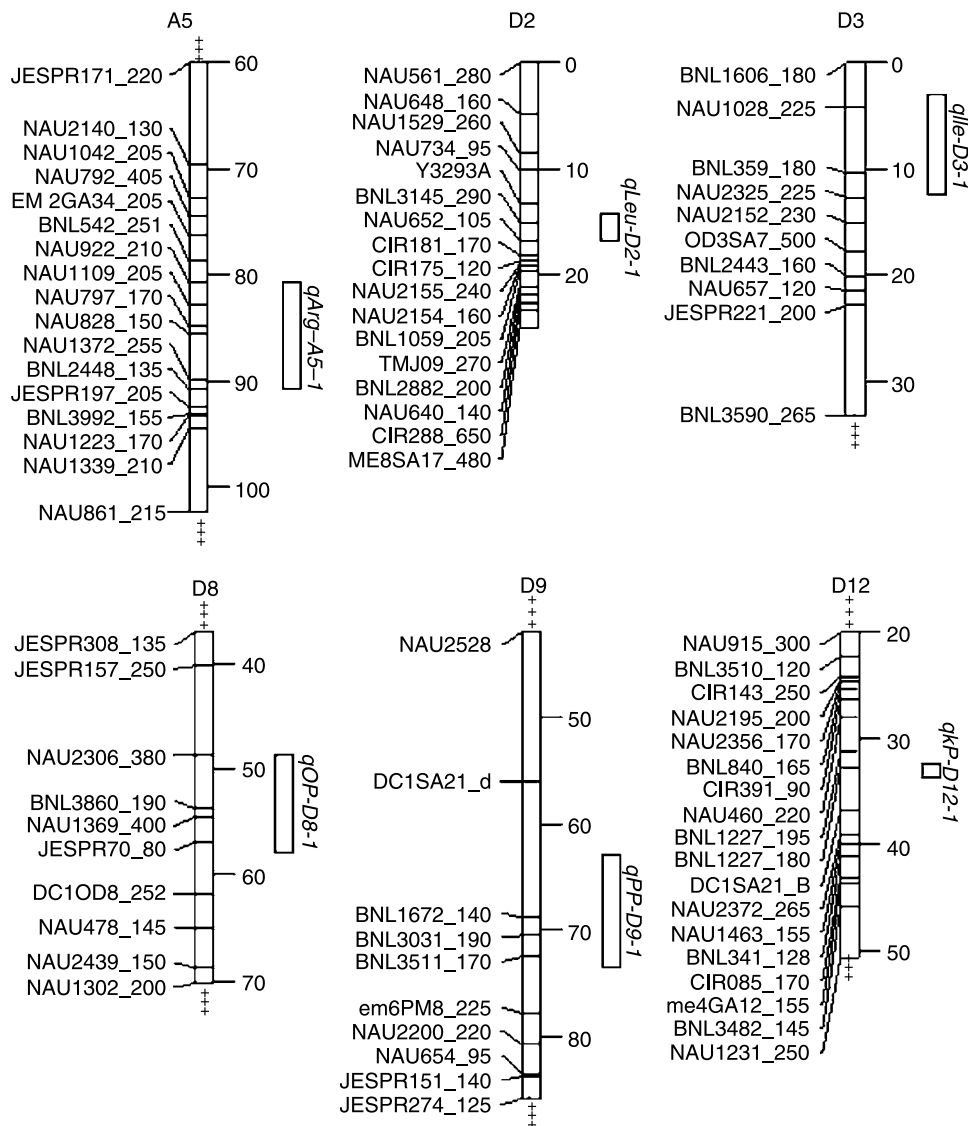 A5
60
JESPR171_220
NAU2140_130
NAU1042_205
70
NAU792_405
EM 2GA34_205
BNL542_251
NAU922_210
NAU1109_205
80
NAU797_170
NAU828_150
NAU1372_255
BNL2448_135
90
JESPR197_205
BNL3992_155
NAU1223_170
NAU1339_210
100
NAU861_215
qArg–A5–1
D2
0
NAU561_280
NAU648_160
NAU1529_260
NAU734_95
10
Y3293A
BNL3145_290
NAU652_105
CIR181_170
CIR175_120
20
NAU2155_240
NAU2154_160
BNL1059_205
TMJ09_270
BNL2882_200
NAU640_140
CIR288_650
ME8SA17_480
qLeu-D2-1
D3
0
BNL1606_180
NAU1028_225
BNL359_180
10
NAU2325_225
NAU2152_230
OD3SA7_500
BNL2443_160
20
NAU657_120
JESPR221_200
30
BNL3590_265
qIle-D3-1
D8
JESPR308_135
JESPR157_250
40
NAU2306_380
50
BNL3860_190
NAU1369_400
JESPR70_80
60
DC1OD8_252
NAU478_145
NAU2439_150
NAU1302_200
70
qOP-D8-1
D9
NAU2528
50
DC1SA21_d
60
BNL1672_140
BNL3031_190
70
BNL3511_170
em6PM8_225
NAU2200_220
80
NAU654_95
JESPR151_140
JESPR274_125
qPP-D9-1
D12
20
NAU915_300
BNL3510_120
CIR143_250
NAU2195_200
NAU2356_170
30
BNL840_165
CIR391_90
NAU460_220
BNL1227_195
40
BNL1227_180
DC1SA21_B
NAU2372_265
NAU1463_155
BNL341_128
50
CIR085_170
me4GA12_155
BNL3482_145
NAU1231_250
qkP-D12-1